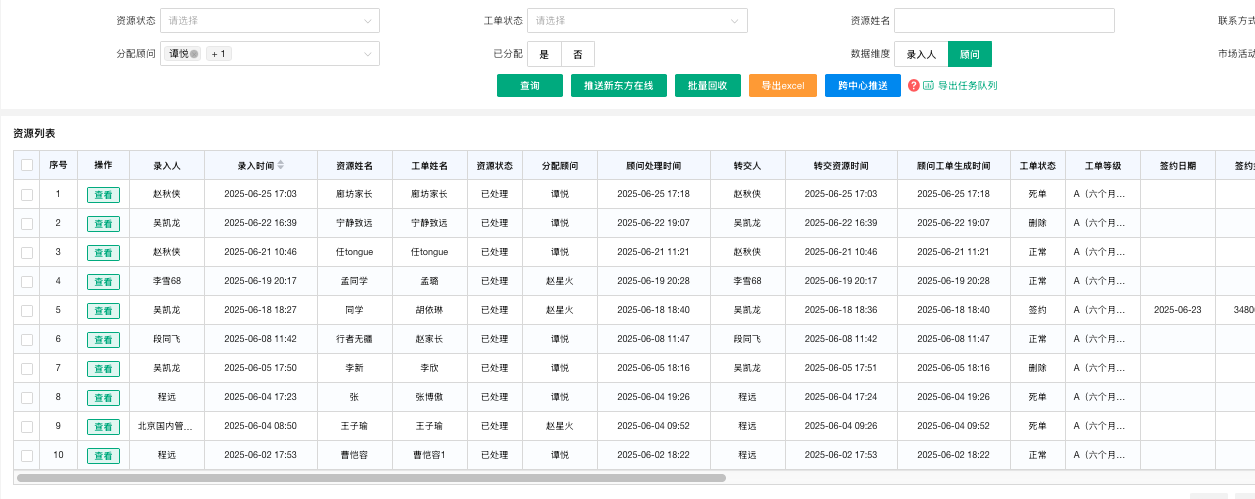 资源状态 请选择 工单状态 请选择 资源姓名 联系方式
分配顾问 谭悦 + 1 已分配 是 否 数据维度 录入人 顾问 市场活动
查询 推送新东方在线 批量回收 导出excel 跨中心推送 ? 导出任务队列
资源列表
序号 操作 录入人 录入时间 资源姓名 工单姓名 资源状态 分配顾问 顾问处理时间 转交人 转交资源时间 顾问工单生成时间 工单状态 工单等级 签约日期 签约
1 查看 赵秋侠 2025-06-25 17:03 廊坊家长 廊坊家长 已处理 谭悦 2025-06-25 17:18 赵秋侠 2025-06-25 17:03 2025-06-25 17:18 死单 A（六个月...
2 查看 吴凯龙 2025-06-22 16:39 宁静致远 宁静致远 已处理 谭悦 2025-06-22 19:07 吴凯龙 2025-06-22 16:39 2025-06-22 19:07 删除 A（六个月...
3 查看 赵秋侠 2025-06-21 10:46 任tongue 任tongue 已处理 谭悦 2025-06-21 11:21 赵秋侠 2025-06-21 10:46 2025-06-21 11:21 正常 A（六个月...
4 查看 李雪68 2025-06-19 20:17 孟同学 孟璐 已处理 赵星火 2025-06-19 20:28 李雪68 2025-06-19 20:17 2025-06-19 20:28 正常 A（六个月...
5 查看 吴凯龙 2025-06-18 18:27 同学 胡依琳 已处理 赵星火 2025-06-18 18:40 吴凯龙 2025-06-18 18:36 2025-06-18 18:40 签约 A（六个月... 2025-06-23 3480
6 查看 段同飞 2025-06-08 11:42 行者无疆 赵家长 已处理 谭悦 2025-06-08 11:47 段同飞 2025-06-08 11:42 2025-06-08 11:47 正常 A（六个月...
7 查看 吴凯龙 2025-06-05 17:50 李新 李欣 已处理 谭悦 2025-06-05 18:16 吴凯龙 2025-06-05 17:51 2025-06-05 18:16 删除 A（六个月...
8 查看 程远 2025-06-04 17:23 张 张博傲 已处理 谭悦 2025-06-04 19:26 程远 2025-06-04 17:24 2025-06-04 19:26 死单 A（六个月...
9 查看 北京国内管... 2025-06-04 08:50 王子瑜 王子瑜 已处理 赵星火 2025-06-04 09:52 程远 2025-06-04 09:26 2025-06-04 09:52 死单 A（六个月...
10 查看 程远 2025-06-02 17:53 曹恺容 曹恺容1 已处理 谭悦 2025-06-02 18:22 程远 2025-06-02 17:53 2025-06-02 18:22 正常 A（六个月...